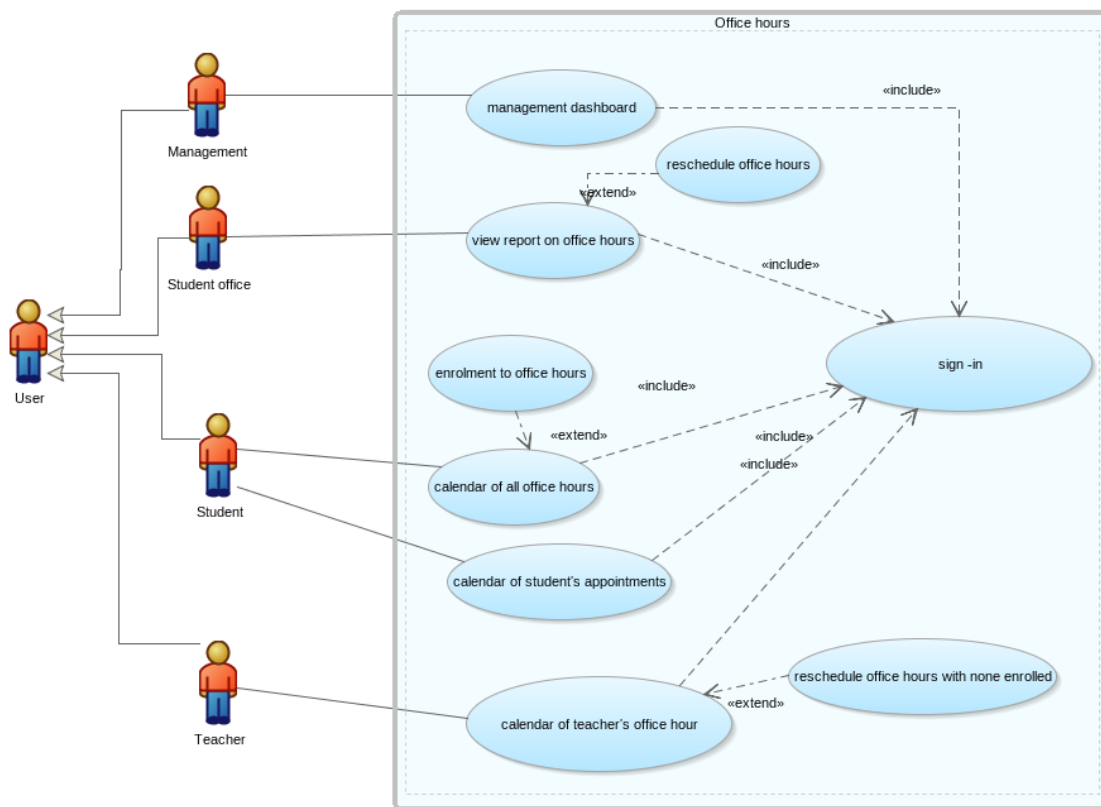 Office hours
management dashboard
«include»
Management
reschedule office hours
«extend»
Student office
view report on office hours
«include»
sign -in
User
enrolment to office hours
«include»
«extend»
«include»
«include»
calendar of all office hours
Student
calendar of student's appointments
Teacher
calendar of teacher's office hour
reschedule office hours with none enrolled
«extend»